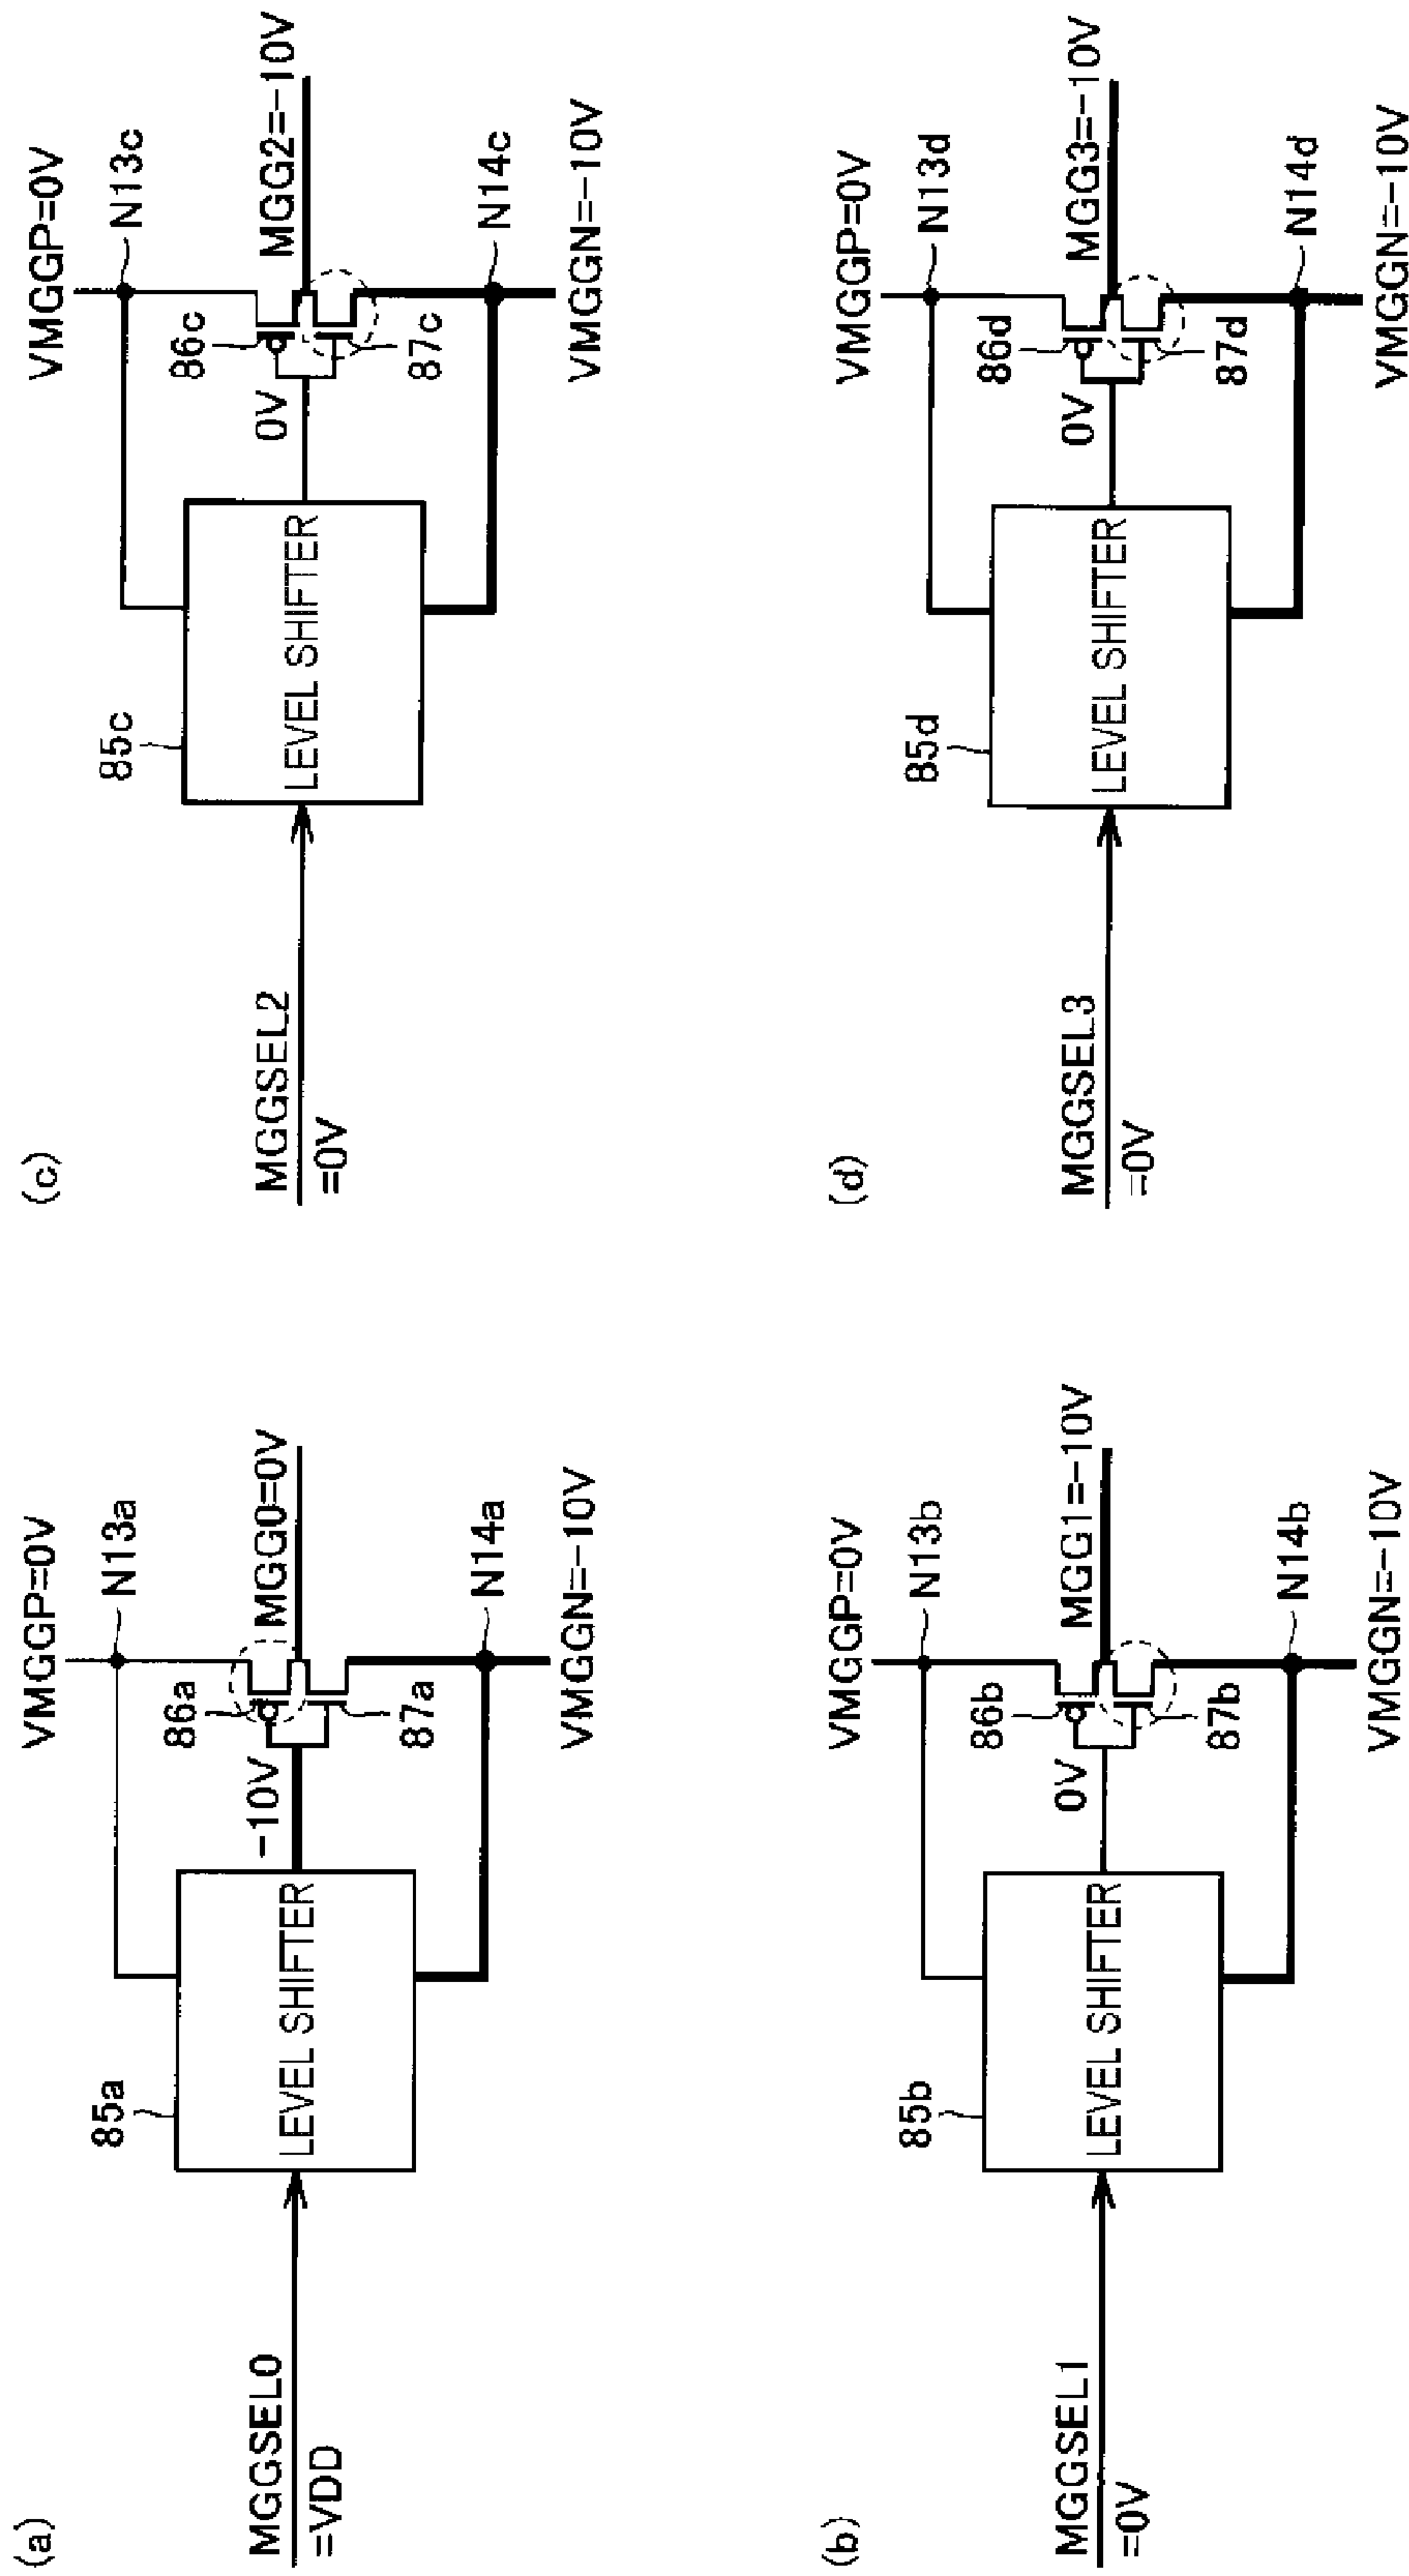 (a)
VMGGP=0V
N13a
85a
86a
MGG0=0V
-10V
MGGSEL0
=VDD
LEVEL SHIFTER
87a
N14a
VMGGN=-10V
(b)
VMGGP=0V
N13b
85b
86b
MGG1=-10V
0V
MGGSEL1
=0V
LEVEL SHIFTER
87b
N14b
VMGGN=-10V
(c)
VMGGP=0V
N13c
85c
86c
MGG2=-10V
0V
MGGSEL2
=0V
LEVEL SHIFTER
87c
N14c
VMGGN=-10V
(d)
VMGGP=0V
N13d
85d
86d
MGG3=-10V
0V
MGGSEL3
=0V
LEVEL SHIFTER
87d
N14d
VMGGN=-10V